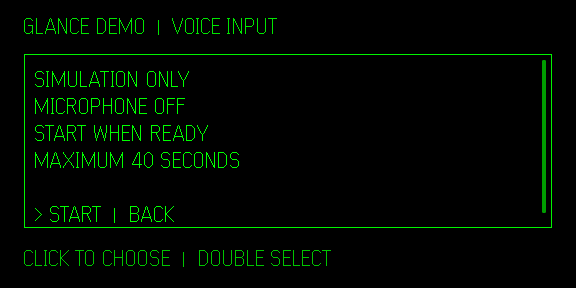 GLANCE DEMO | VOICE INPUT
SIMULATION ONLY
MICROPHONE OFF
START WHEN READY
MAXIMUM 40 SECONDS
> START | BACK
CLICK TO CHOOSE | DOUBLE SELECT